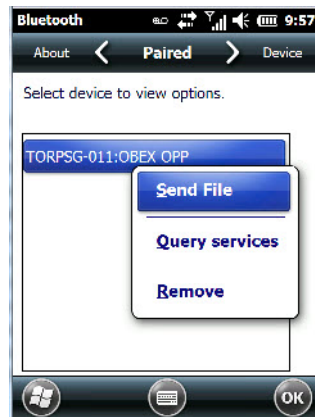 Bluetooth 9:57
About Paired Device
Select device to view options.
TORPSG-011:OBEX OPP
Send File
Query services
Remove
OK